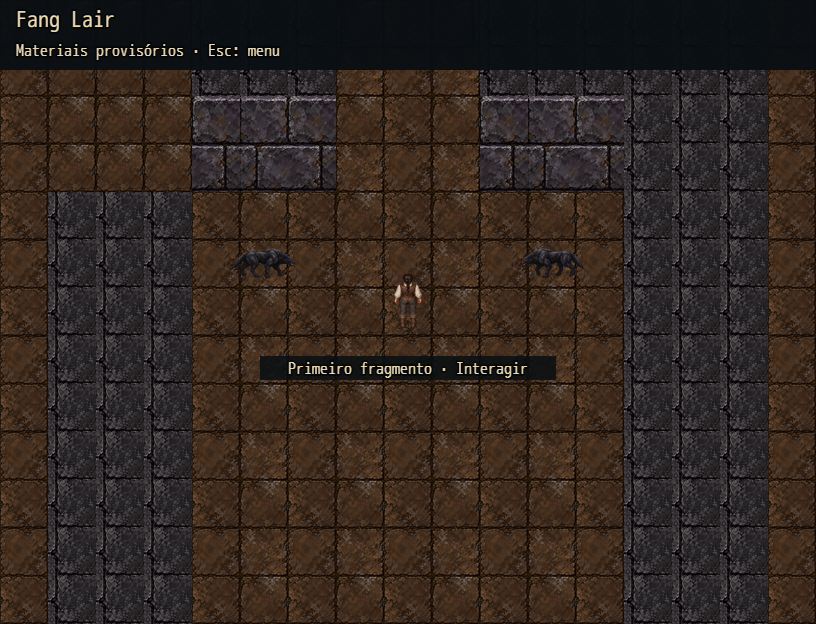 Fang Lair
Materiais provisórios · Esc: menu
Primeiro fragmento · Interagir